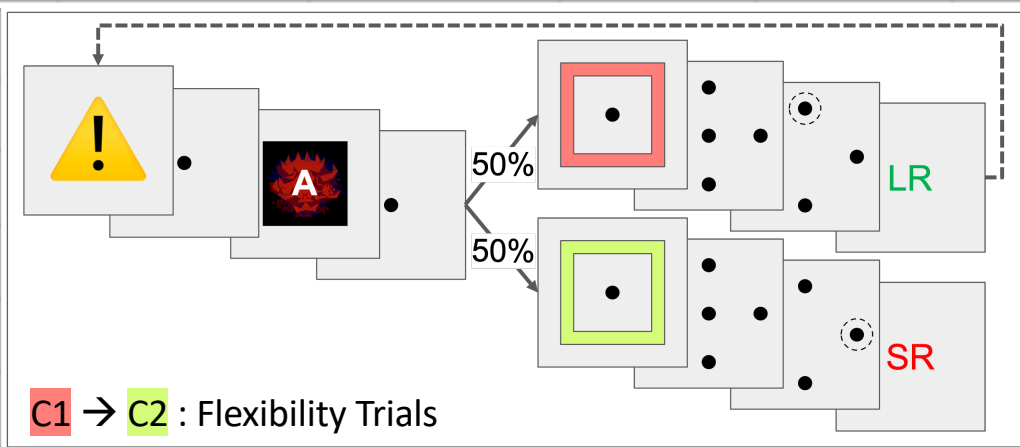 !
A
50%
LR
50%
SR
C1 → C2 : Flexibility Trials